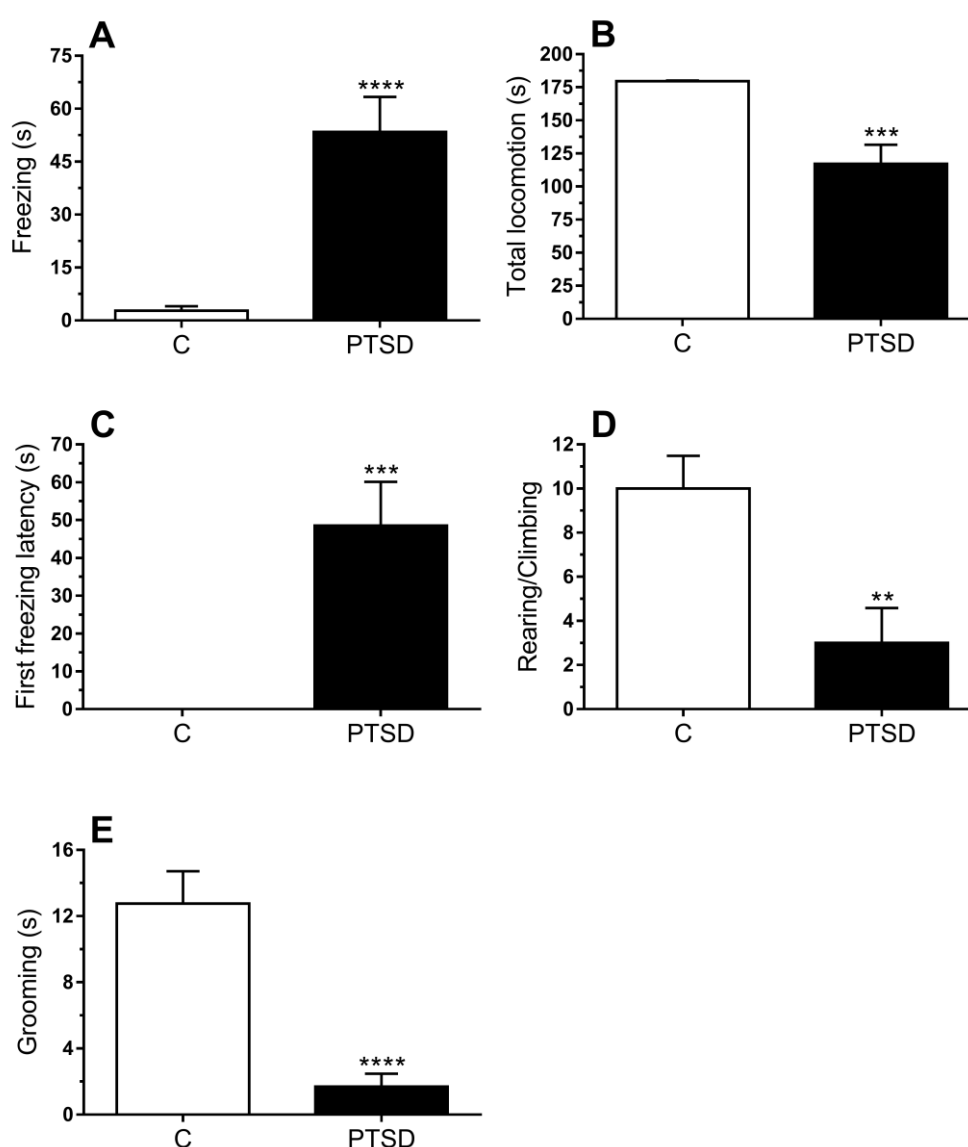 A
Freezing (s)
75
60
45
30
15
0
****
C
PTSD
B
Total locomotion (s)
200
175
150
125
100
75
50
25
0
***
C
PTSD
C
First freezing latency (s)
70
60
50
40
30
20
10
0
***
C
PTSD
D
Rearing/Climbing
12
10
8
6
4
2
0
**
C
PTSD
E
Grooming (s)
16
12
8
4
0
****
C
PTSD